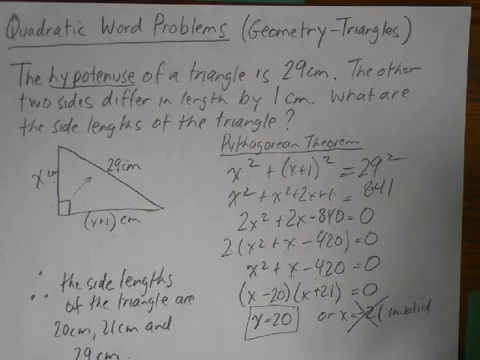 Quadratic Word Problems (Geometry-Triangles)
The hypotenuse of a triangle is 29cm. The other
two sides differ in length by 1cm. What are
the side lengths of the triangle?
x cm
29cm
(x+1) cm
∴ the side lengths
of the triangle are
20cm, 21cm and
29cm.
Pythagorean Theorem
x² + (x+1)² = 29²
x² + x² + 2x + 1 = 841
2x² + 2x - 840 = 0
2(x² + x - 420) = 0
x² + x - 420 = 0
(x-20)(x+21) = 0
x=20 or x=-21 invalid